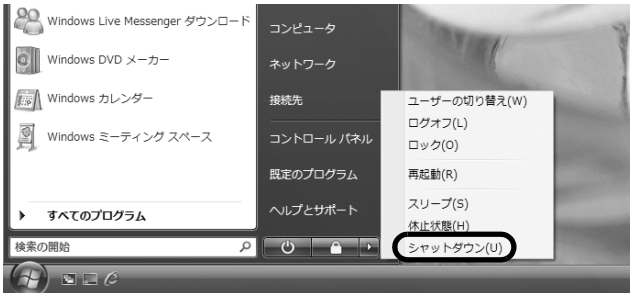 Windows Live Messenger ダウンロード
Windows DVD メーカー
Windows カレンダー
Windows ミーティング スペース
すべてのプログラム
検索の開始
コンピュータ
ネットワーク
接続先
コントロール パネル
既定のプログラム
ヘルプとサポート
ユーザーの切り替え(W)
ログオフ(L)
ロック(O)
再起動(R)
スリープ(S)
休止状態(H)
シャットダウン(U)